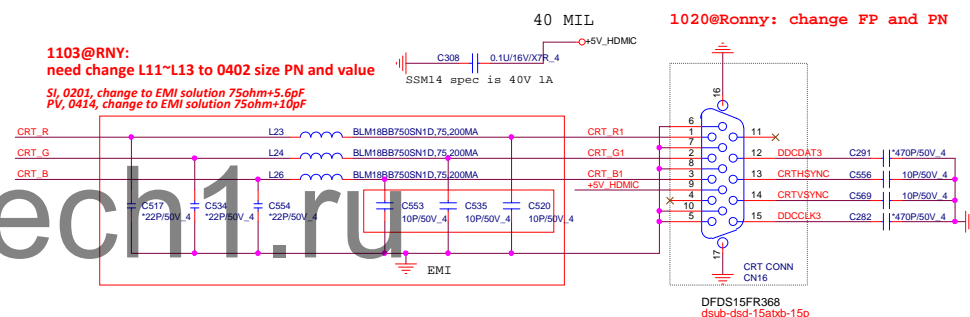 40 MIL
1020@Ronny: change FP and PN
+5V_HDMIC
1103@RNY:
need change L11~L13 to 0402 size PN and value
C308
0.1U/16V/X7R_4
SSM14 spec is 40V 1A
SI, 0201, change to EMI solution 75ohm+5.6pF
PV, 0414, change to EMI solution 75ohm+10pF
16
CRT_R
L23
BLM18BB750SN1D,75,200MA
CRT_R1
6
1
11
CRT_G
L24
BLM18BB750SN1D,75,200MA
CRT_G1
7
2
12
DDCDAT3
C291
*470P/50V_4
CRT_B
L26
BLM18BB750SN1D,75,200MA
CRT_B1
8
3
13
CRTHSYNC
C556
10P/50V_4
+5V_HDMIC
9
4
14
CRTVSYNC
C569
10P/50V_4
10
5
15
DDCCLK3
C282
*470P/50V_4
C517
*22P/50V_4
C534
*22P/50V_4
C554
*22P/50V_4
C553
10P/50V_4
C535
10P/50V_4
C520
10P/50V_4
ech1.ru
EMI
17
CRT CONN
CN16
DFDS15FR368
dsub-dsd-15atxb-15p